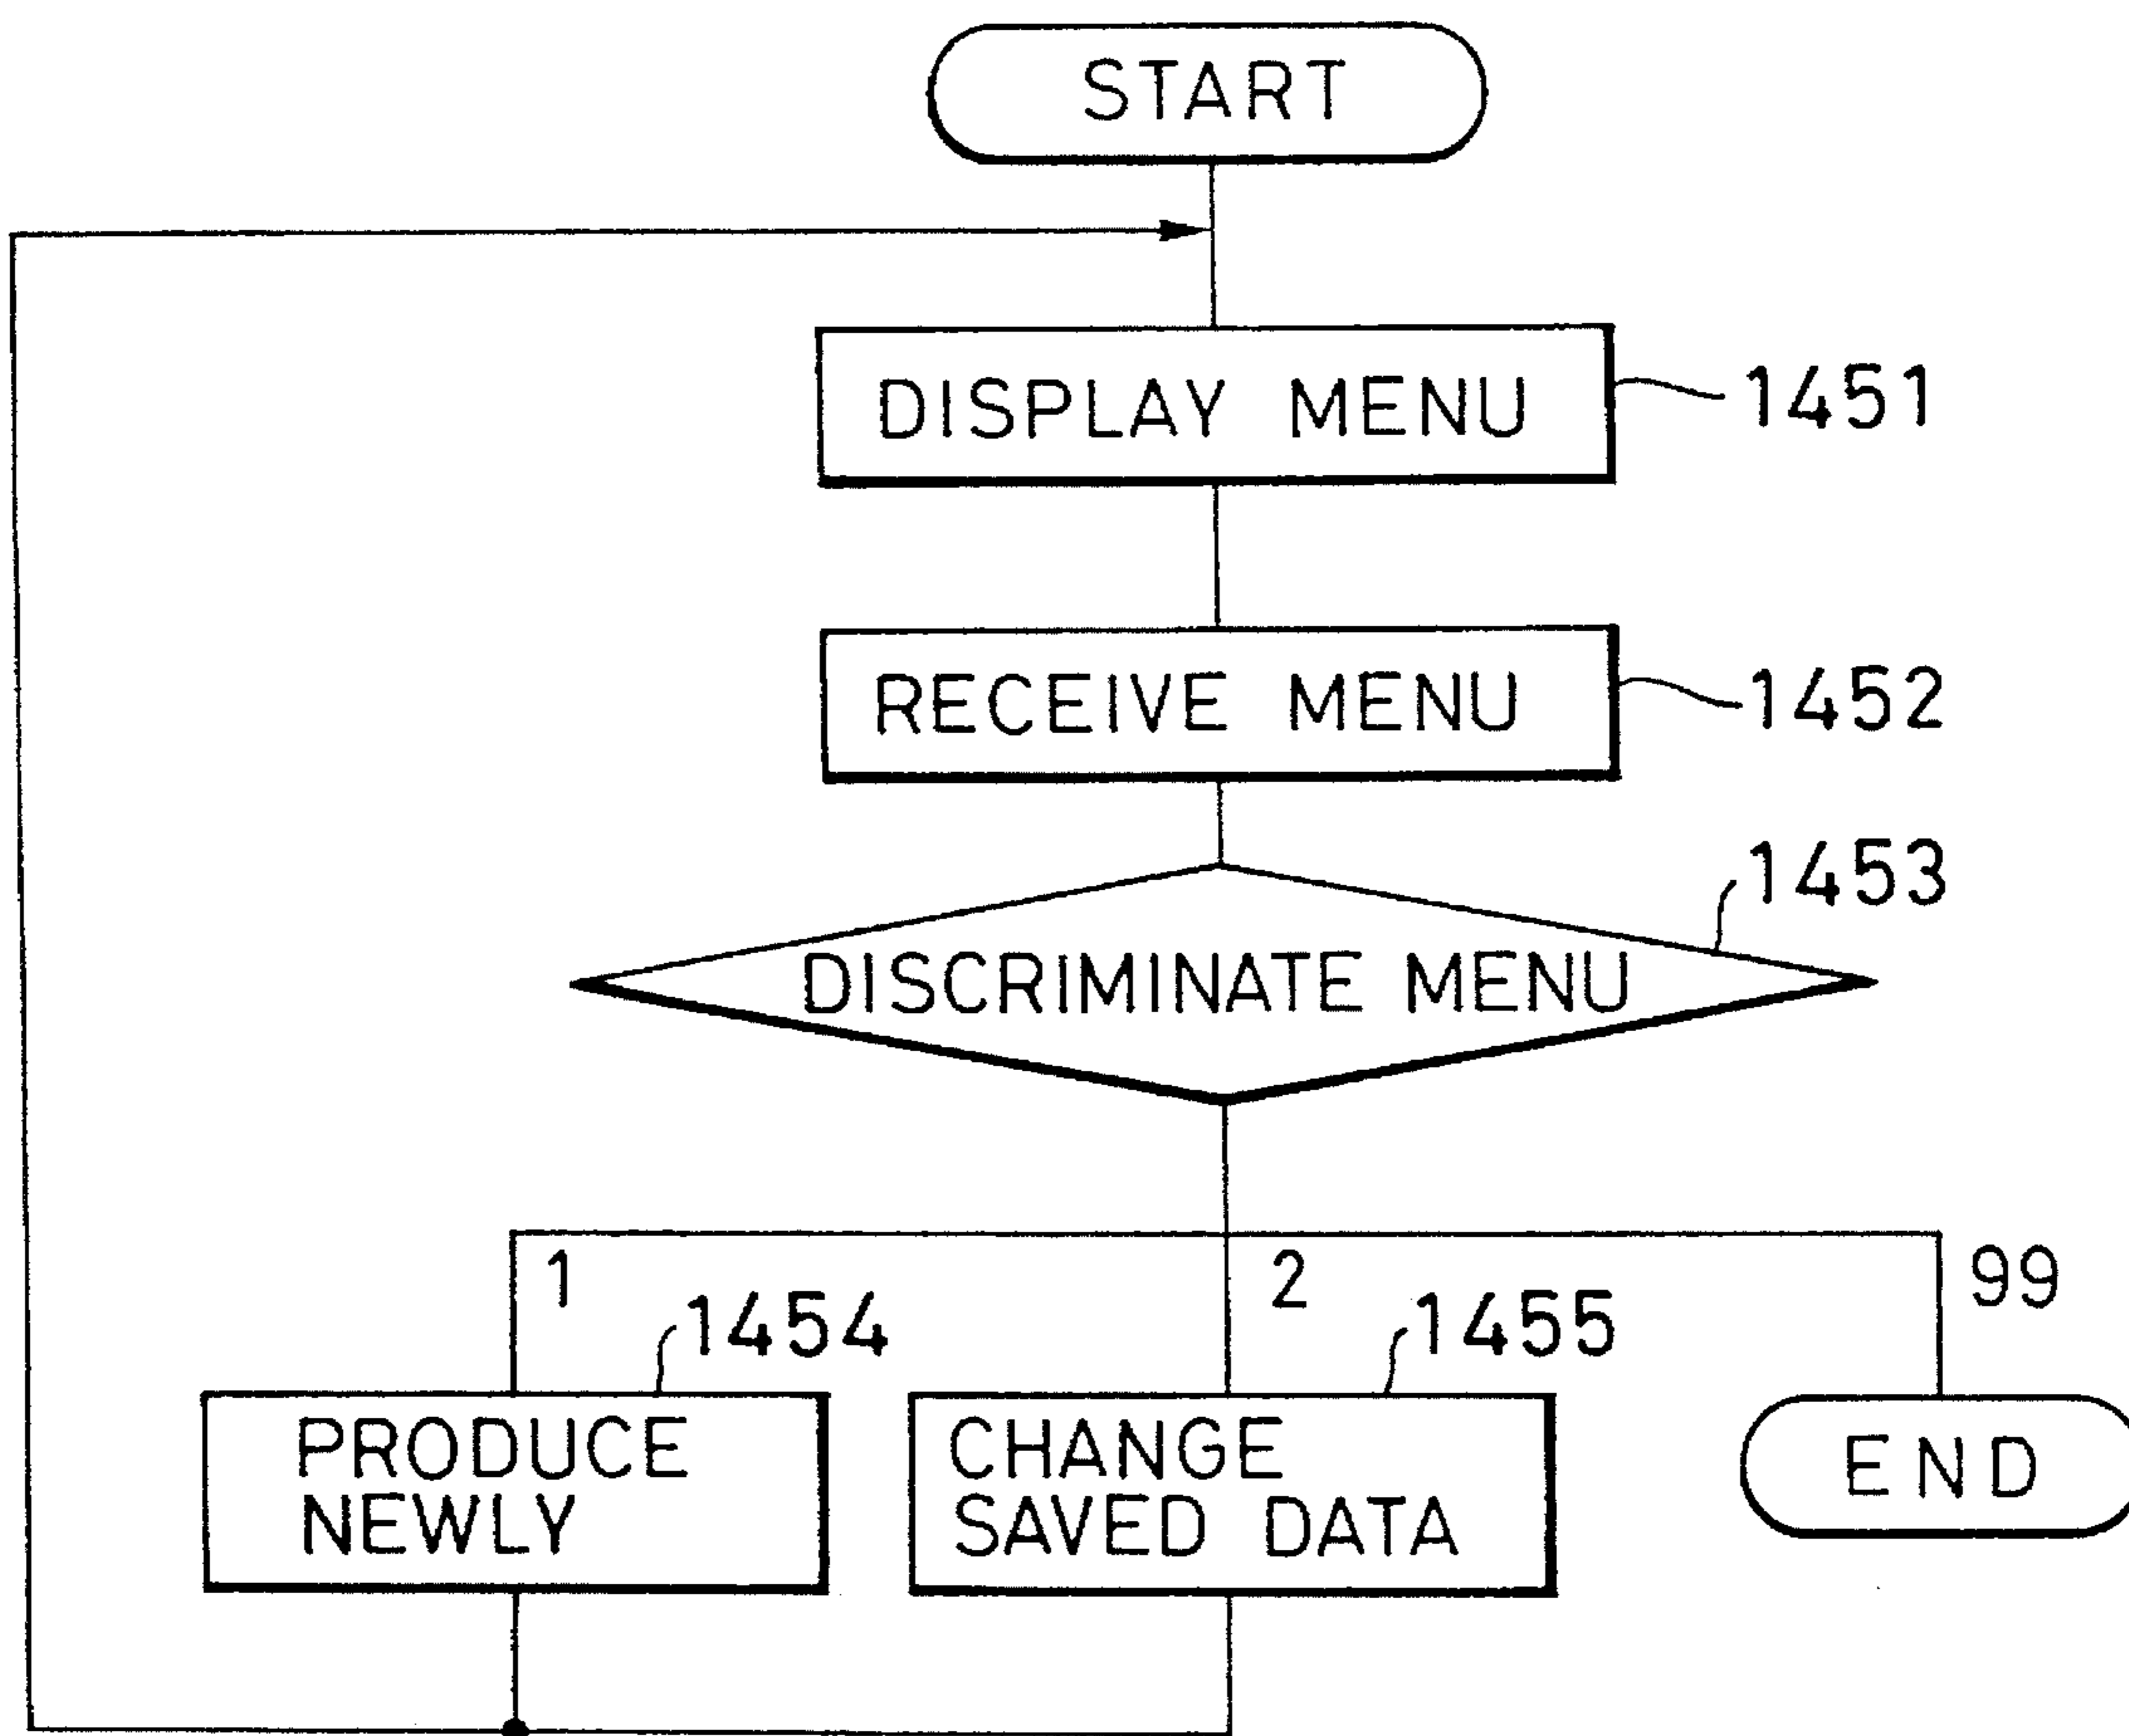 START
DISPLAY MENU
1451
RECEIVE MENU
1452
1453
DISCRIMINATE MENU
1
2
99
1454
1455
PRODUCE
NEWLY
CHANGE
SAVED DATA
END